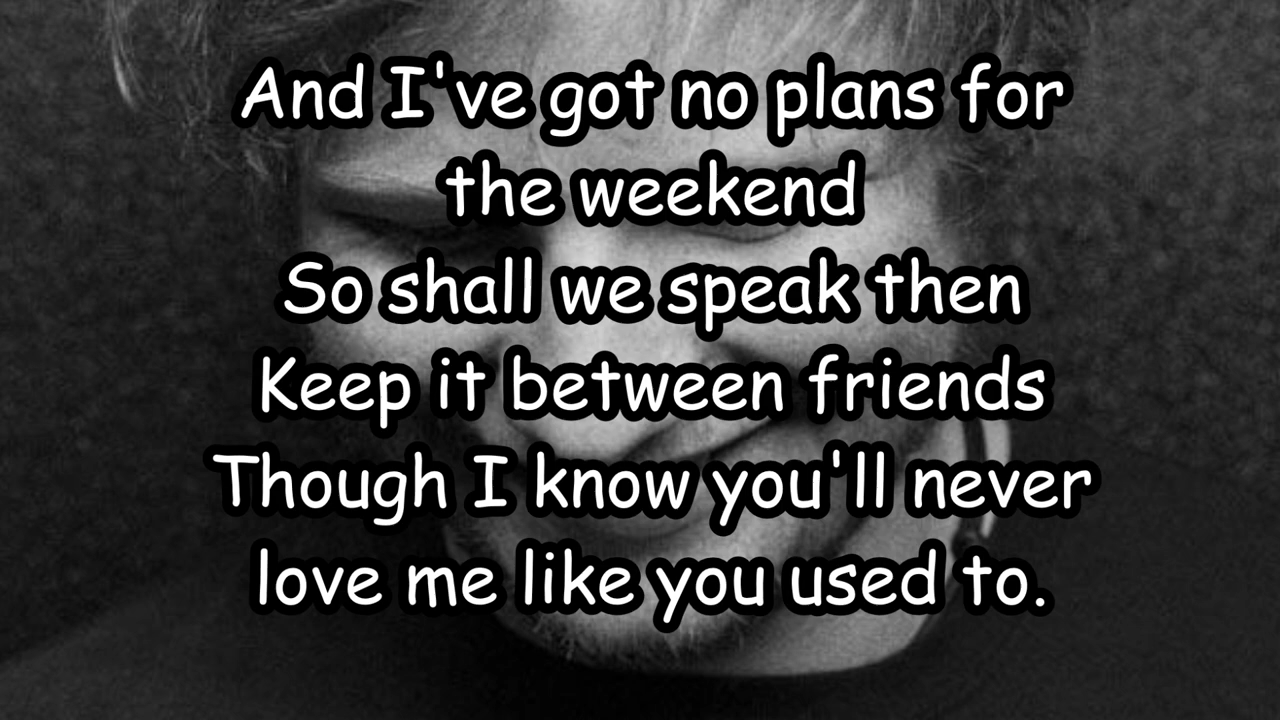 And I've got no plans for
the weekend
So shall we speak then
Keep it between friends
Though I know you'll never
love me like you used to.